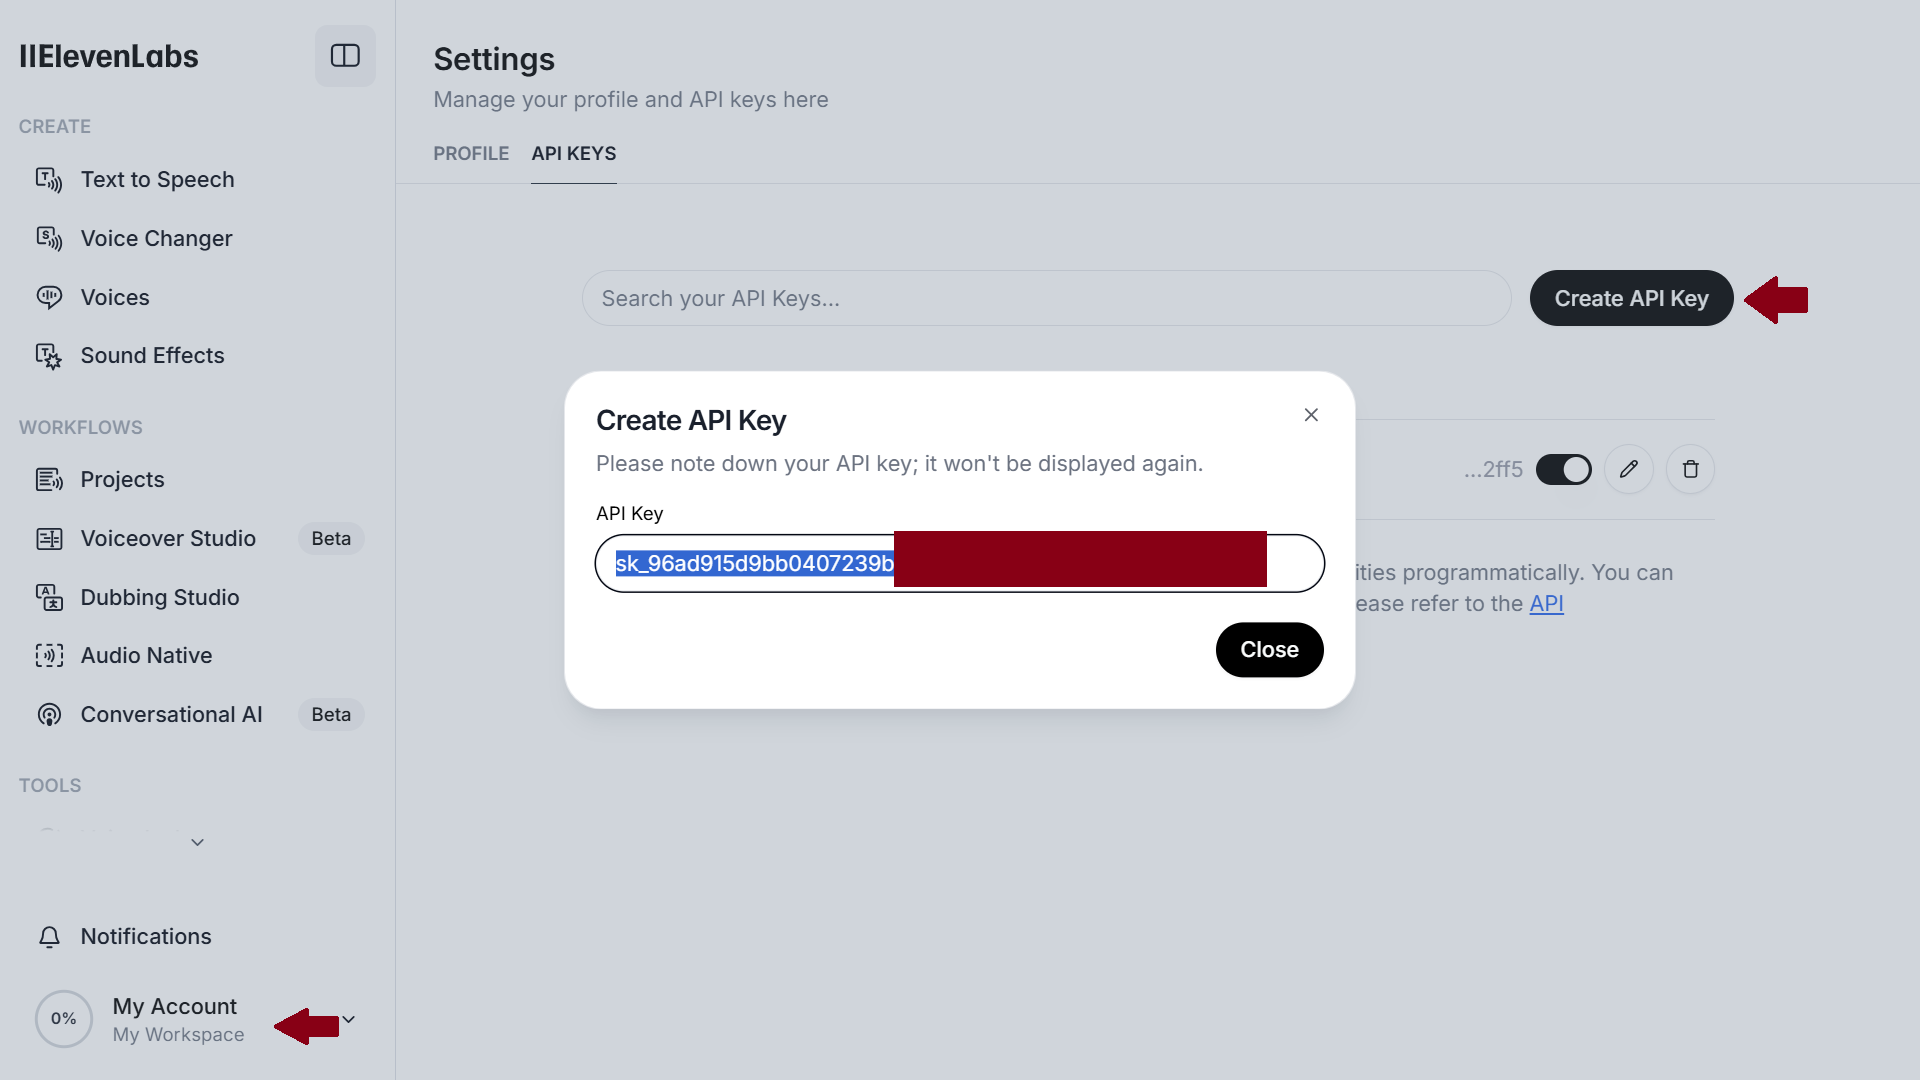 IIElevenLabs
CREATE
Text to Speech
Voice Changer
Voices
Sound Effects
WORKFLOWS
Projects
Voiceover Studio Beta
Dubbing Studio
Audio Native
Conversational AI Beta
TOOLS
Notifications
0%
My Account
My Workspace
Settings
Manage your profile and API keys here
PROFILE API KEYS
Search your API Keys...
Create API Key
...2ff5
ities programmatically. You can
ease refer to the API
Create API Key
Please note down your API key; it won't be displayed again.
API Key
sk_96ad915d9bb0407239b
Close